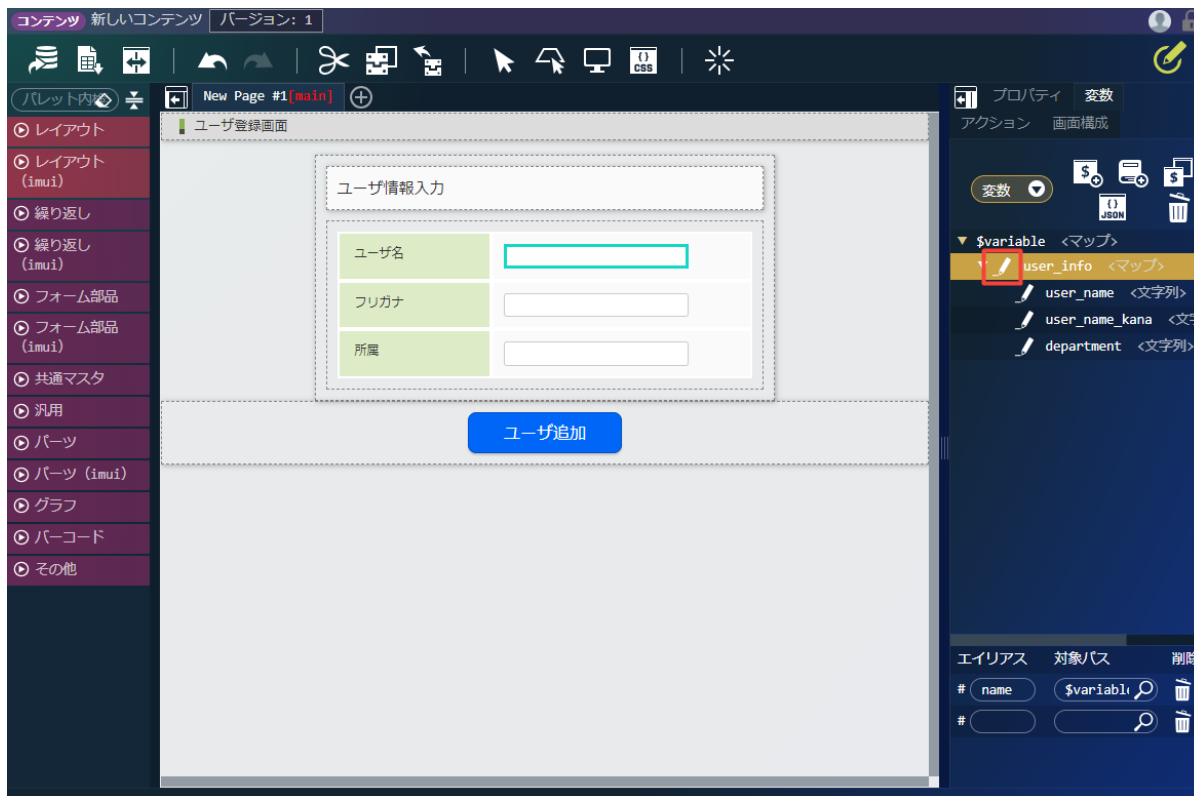 コンテンツ 新しいコンテンツ バージョン: 1
CSS
パレット内検
New Page #1[main]
プロパティ 変数
アクション 画面構成
レイアウト
レイアウト
(imui)
繰り返し
繰り返し
(imui)
フォーム部品
フォーム部品
(imui)
共通マスタ
汎用
パーツ
パーツ (imui)
グラフ
バーコード
その他
ユーザ登録画面
ユーザ情報入力
ユーザ名
フリガナ
所属
ユーザ追加
変数
JSON
$variable <マップ>
user_info <マップ>
user_name <文字列>
user_name_kana <文字
department <文字列>
エイリアス 対象パス 削除
# name $variabl
#